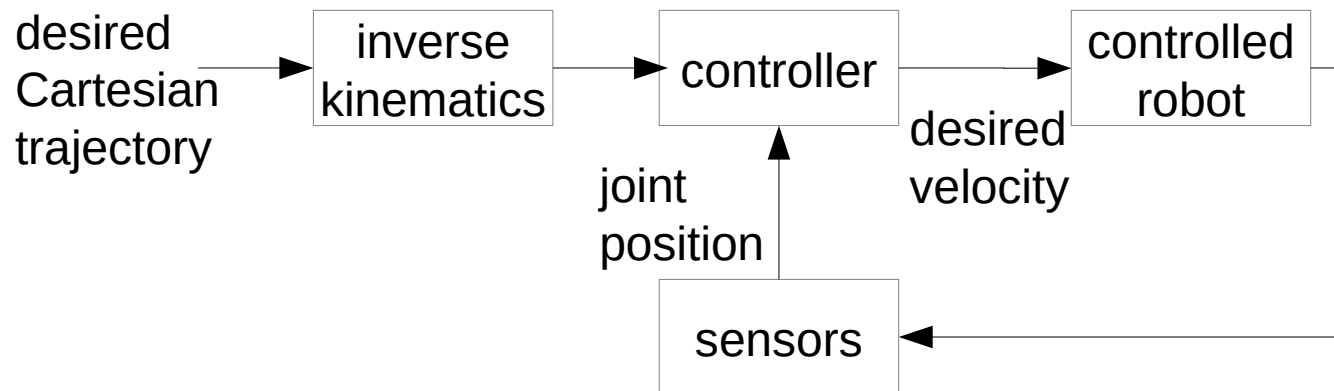 desired
Cartesian
trajectory
inverse
kinematics
controller
desired
velocity
controlled
robot
joint
position
sensors